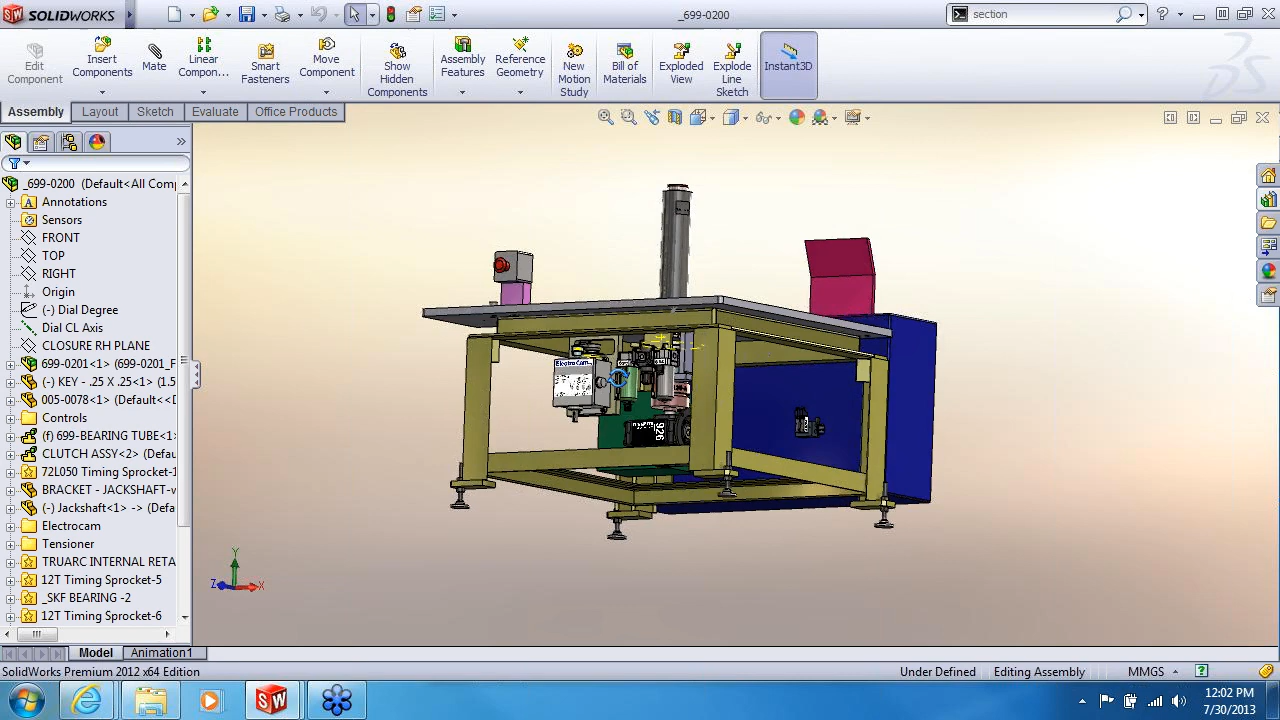 SOLIDWORKS
_699-0200
section
Edit Component
Insert Components
Mate
Linear Compon...
Smart Fasteners
Move Component
Show Hidden Components
Assembly Features
Reference Geometry
New Motion Study
Bill of Materials
Exploded View
Explode Line Sketch
Instant3D
Assembly
Layout
Sketch
Evaluate
Office Products
_699-0200 (Default<All Comp
Annotations
Sensors
FRONT
TOP
RIGHT
Origin
(-) Dial Degree
Dial CL Axis
CLOSURE RH PLANE
699-0201<1> (699-0201_F
(-) KEY - .25 X .25<1> (1.5
005-0078<1> (Default<<D
Controls
(f) 699-BEARING TUBE<1>
CLUTCH ASSY<2> (Default
72L050 Timing Sprocket-1
BRACKET - JACKSHAFT-v
(-) Jackshaft<1> -> (Defau
Electrocam
Tensioner
TRUARC INTERNAL RETA
12T Timing Sprocket-5
_SKF BEARING -2
12T Timing Sprocket-6
ElectroCam
926
Y
Z
X
Model
Animation1
SolidWorks Premium 2012 x64 Edition
Under Defined
Editing Assembly
MMGS
12:02 PM
7/30/2013